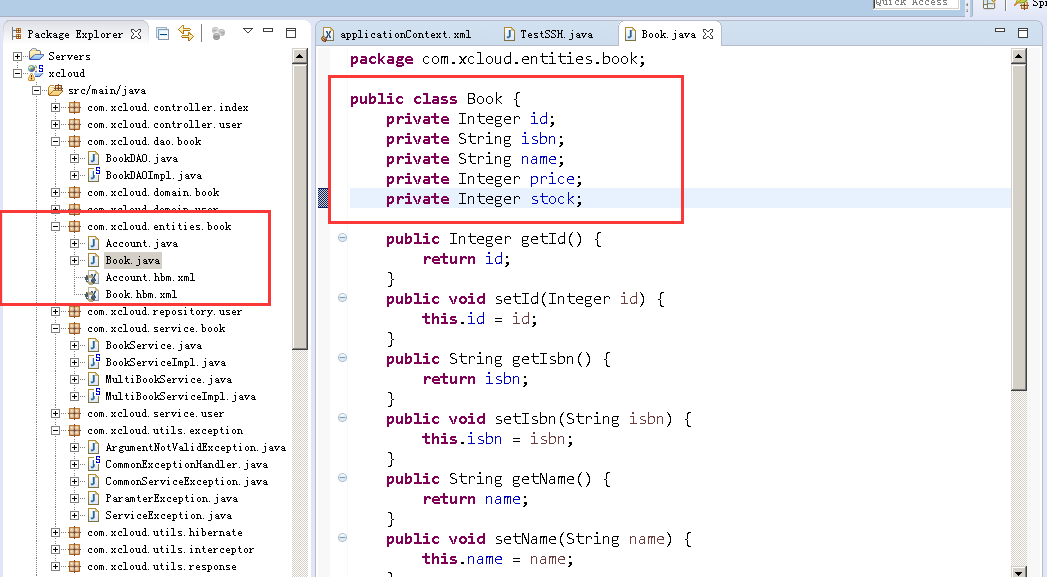 Quick Access
Spr
Package Explorer
Servers
xcloud
src/main/java
com.xcloud.controller.index
com.xcloud.controller.user
com.xcloud.dao.book
BookDAO.java
BookDAOImpl.java
com.xcloud.domain.book
com.xcloud.domain.user
com.xcloud.entities.book
Account.java
Book.java
Account.hbm.xml
Book.hbm.xml
com.xcloud.repository.user
com.xcloud.service.book
BookService.java
BookServiceImpl.java
MultiBookService.java
MultiBookServiceImpl.java
com.xcloud.service.user
com.xcloud.utils.exception
ArgumentNotValidException.java
CommonExceptionHandler.java
CommonServiceException.java
ParamterException.java
ServiceException.java
com.xcloud.utils.hibernate
com.xcloud.utils.interceptor
com.xcloud.utils.response
applicationContext.xml
TestSSH.java
Book.java
package com.xcloud.entities.book;
public class Book {
private Integer id;
private String isbn;
private String name;
private Integer price;
private Integer stock;
public Integer getId() {
return id;
}
public void setId(Integer id) {
this.id = id;
}
public String getIsbn() {
return isbn;
}
public void setIsbn(String isbn) {
this.isbn = isbn;
}
public String getName() {
return name;
}
public void setName(String name) {
this.name = name;
}